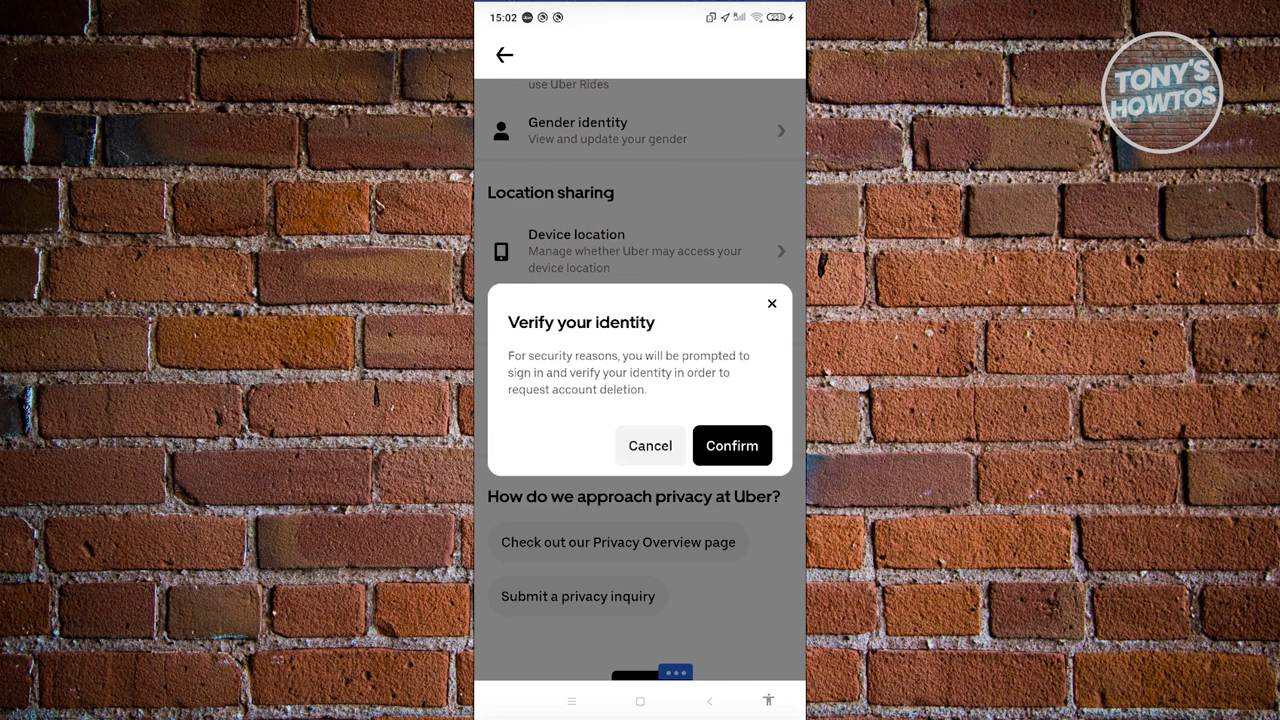 15:02
22
TONY'S
HOWTOS
use Uber Rides
Gender identity
View and update your gender
Location sharing
Device location
Manage whether Uber may access your
device location
Verify your identity
For security reasons, you will be prompted to
sign in and verify your identity in order to
request account deletion.
Cancel
Confirm
How do we approach privacy at Uber?
Check out our Privacy Overview page
Submit a privacy inquiry